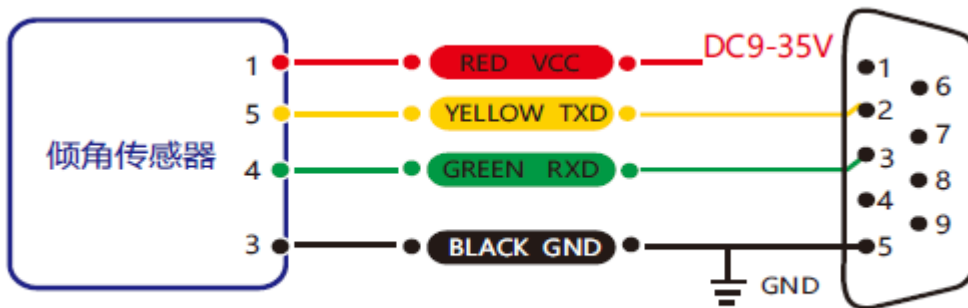 DC9-35V
1 RED VCC 1
6
5 YELLOW TXD 2
7
倾角传感器
4 GREEN RXD 3
8
4
9
3 BLACK GND 5
GND